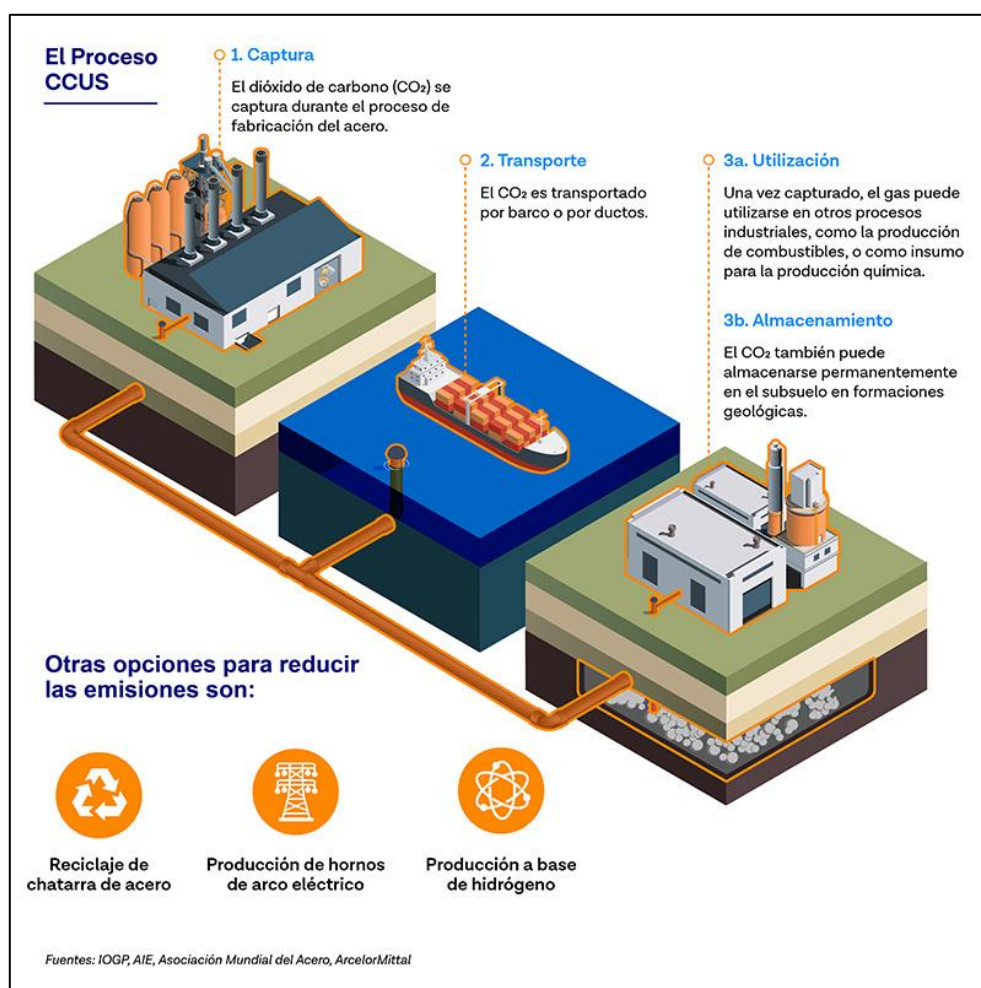 El Proceso
CCUS
1. Captura
El dióxido de carbono (CO₂) se
captura durante el proceso de
fabricación del acero.
2. Transporte
El CO₂ es transportado
por barco o por ductos.
3a. Utilización
Una vez capturado, el gas puede
utilizarse en otros procesos
industriales, como la producción
de combustibles, o como insumo
para la producción química.
3b. Almacenamiento
El CO₂ también puede
almacenarse permanentemente
en el subsuelo en formaciones
geológicas.
Otras opciones para reducir
las emisiones son:
Reciclaje de
chatarra de acero
Producción de hornos
de arco eléctrico
Producción a base
de hidrógeno
Fuentes: IOGP, AIE, Asociación Mundial del Acero, ArcelorMittal